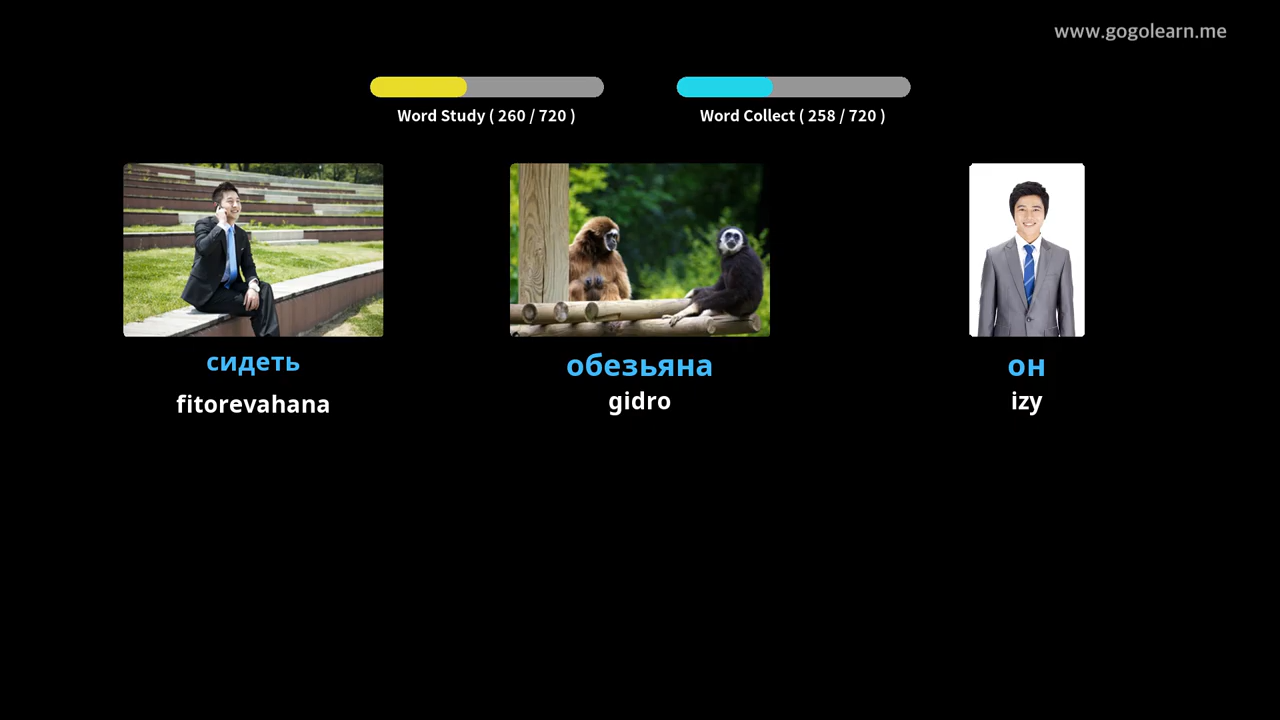 www.gogolearn.me
Word Study ( 260 / 720 )
Word Collect ( 258 / 720 )
сидеть
обезьяна
он
fitorevahana
gidro
izy